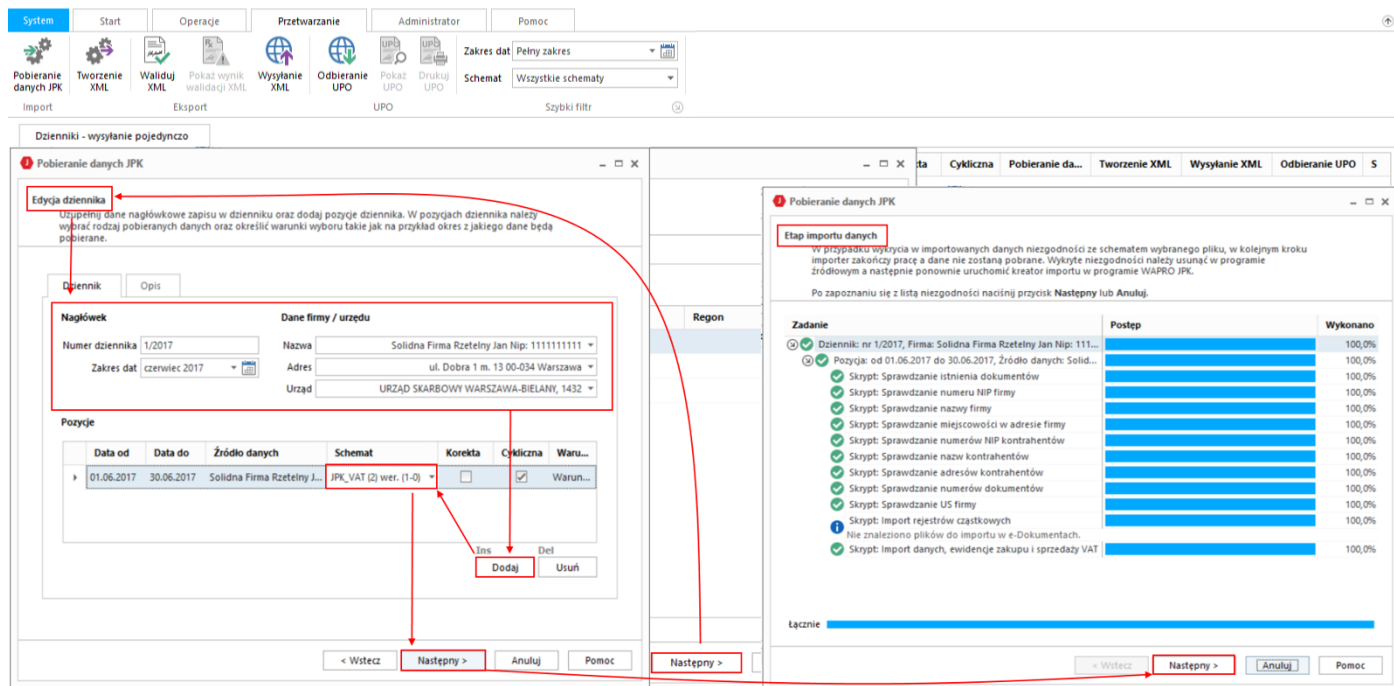 System Start Operacje Przetwarzanie Administrator Pomoc
Pobieranie danych JPK
Tworzenie XML
Waliduj XML
Pokaż wynik walidacji XML
Wysyłanie XML
Odbieranie UPO
Pokaż UPO
Drukuj UPO
Zakres dat Pełny zakres
Schemat Wszystkie schematy
Import Eksport UPO Szybki filtr
Dzienniki - wysyłanie pojedynczo
Pobieranie danych JPK
Edycja dziennika
Uzupełnij dane nagłówkowe zapisu w dzienniku oraz dodaj pozycje dziennika. W pozycjach dziennika należy
wybrać rodzaj pobieranych danych oraz określić warunki wyboru takie jak na przykład okres z jakiego dane będą
pobierane.
Dziennik Opis
Nagłówek Dane firmy / urzędu
Numer dziennika 1/2017 Nazwa Solidna Firma Rzetelny Jan Nip: 1111111111
Zakres dat czerwiec 2017 Adres ul. Dobra 1 m. 13 00-034 Warszawa
Urząd URZĄD SKARBOWY WARSZAWA-BIELANY, 1432
Pozycje
Data od Data do Źródło danych Schemat Korekta Cykliczna Waru...
01.06.2017 30.06.2017 Solidna Firma Rzetelny J... JPK_VAT (2) wer. (1-0) Warun...
Ins Del
Dodaj Usuń
< Wstecz Następny > Anuluj Pomoc
Regon
Następny >
ta Cykliczna Pobieranie da... Tworzenie XML Wysyłanie XML Odbieranie UPO S
Pobieranie danych JPK
Etap importu danych
W przypadku wykrycia w importowanych danych niezgodności ze schematem wybranego pliku, w kolejnym kroku
importer zakończy pracę a dane nie zostaną pobrane. Wykryte niezgodności należy usunąć w programie
źródłowym a następnie ponownie uruchomić kreator importu w programie WAPRO JPK.
Po zapoznaniu się z listą niezgodności naciśnij przycisk Następny lub Anuluj.
Zadanie Postęp Wykonano
Dziennik: nr 1/2017, Firma: Solidna Firma Rzetelny Jan Nip: 111... 100,0%
Pozycja: od 01.06.2017 do 30.06.2017, Źródło danych: Solid... 100,0%
Skrypt: Sprawdzanie istnienia dokumentów 100,0%
Skrypt: Sprawdzanie numeru NIP firmy 100,0%
Skrypt: Sprawdzanie nazwy firmy 100,0%
Skrypt: Sprawdzanie miejscowości w adresie firmy 100,0%
Skrypt: Sprawdzanie numerów NIP kontrahentów 100,0%
Skrypt: Sprawdzanie nazw kontrahentów 100,0%
Skrypt: Sprawdzanie adresów kontrahentów 100,0%
Skrypt: Sprawdzanie numerów dokumentów 100,0%
Skrypt: Sprawdzanie US firmy 100,0%
Skrypt: Import rejestrów cząstkowych 100,0%
Nie znaleziono plików do importu w e-Dokumentach.
Skrypt: Import danych, ewidencje zakupu i sprzedaży VAT 100,0%
Łącznie
< Wstecz Następny > Anuluj Pomoc